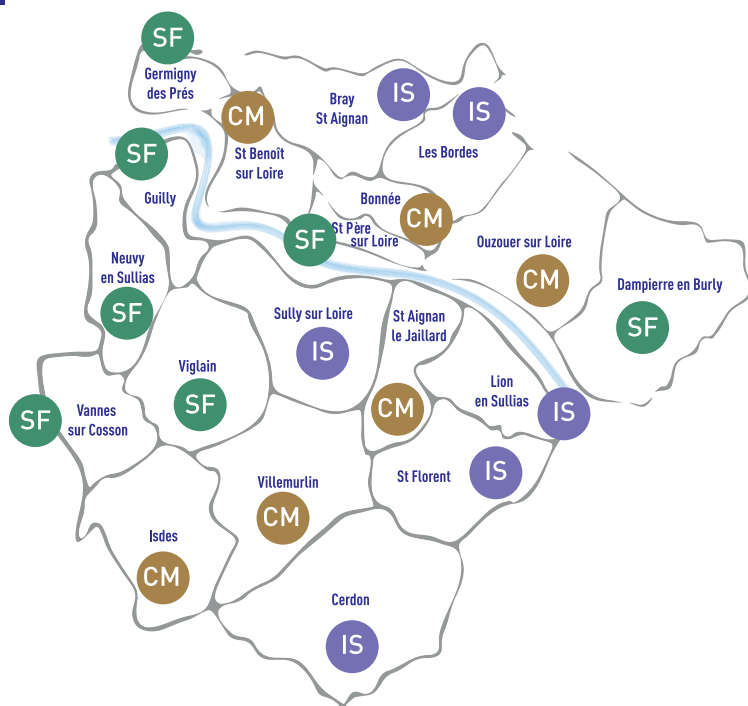 SF
Germigny
des Prés
Bray
St Aignan
IS
IS
CM
Les Bordes
St Benoît
sur Loire
SF
Guilly
Bonnée
CM
St Père
sur Loire
SF
Ouzouer sur Loire
CM
Neuvy
en Sullias
SF
Dampierre en Burly
SF
Sully sur Loire
IS
St Aignan
le Jaillard
CM
Viglain
SF
Lion
en Sullias
IS
Vannes
sur Cosson
SF
St Florent
IS
Villemurlin
CM
Isdes
CM
Cerdon
IS